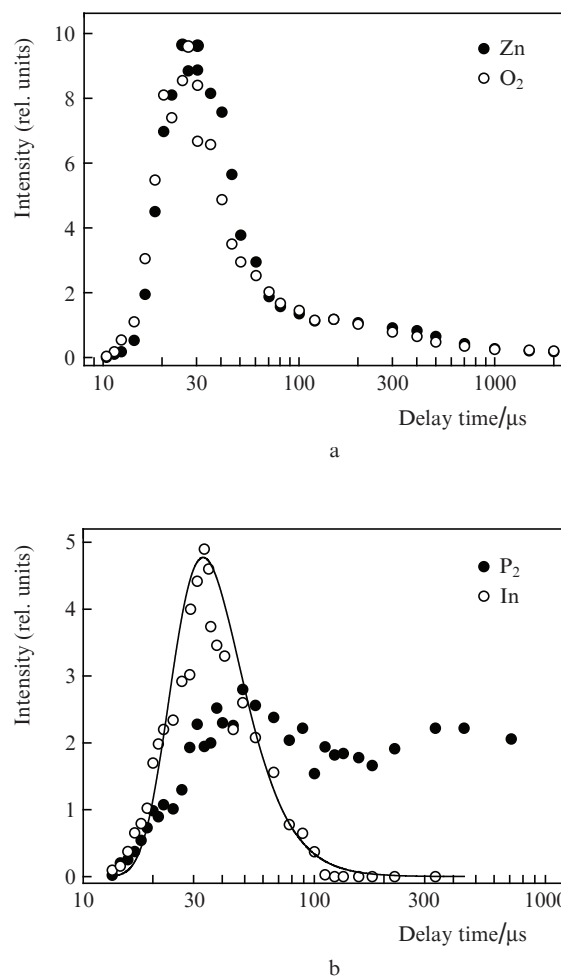 10
8
6
4
2
0
Intensity (rel. units)
Zn
O₂
10
30
100
300
1000
Delay time/μs
a
5
4
3
2
1
0
Intensity (rel. units)
P₂
In
10
30
100
300
1000
Delay time/μs
b